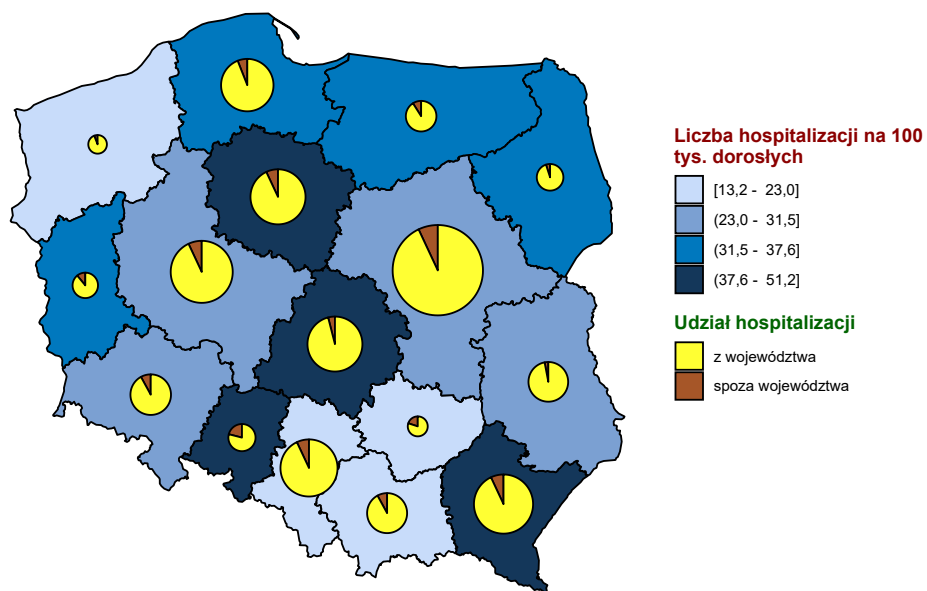 Liczba hospitalizacji na 100
tys. dorosłych
[13,2 - 23,0]
(23,0 - 31,5]
(31,5 - 37,6]
(37,6 - 51,2]
Udział hospitalizacji
z województwa
spoza województwa